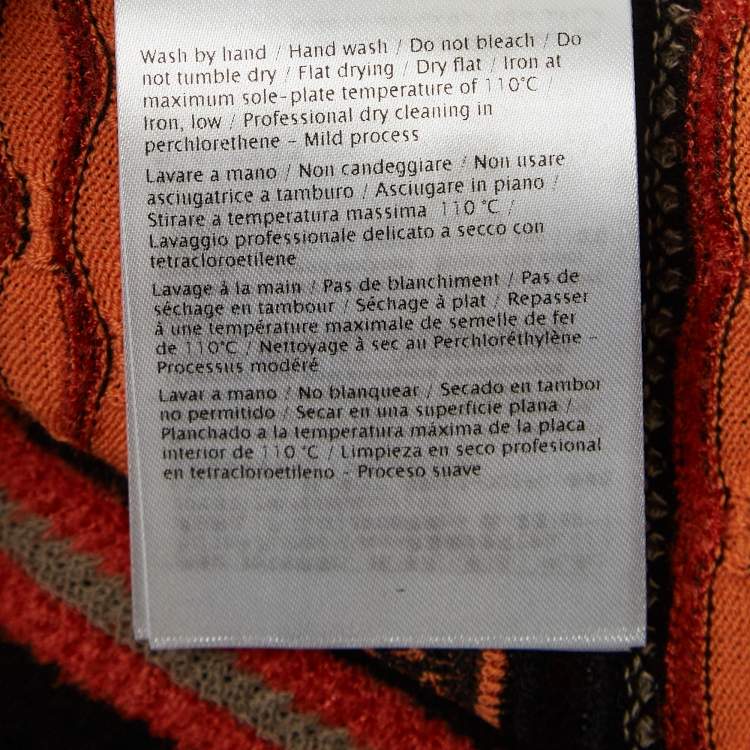 Wash by hand / Hand wash / Do not bleach / Do
not tumble dry / Flat drying / Dry flat / Iron at
maximum sole-plate temperature of 110°C /
Iron, low / Professional dry cleaning in
perchlorethene - Mild process
Lavare a mano / Non candeggiare / Non usare
asciugatrice a tamburo / Asciugare in piano /
Stirare a temperatura massima 110 °C /
Lavaggio professionale delicato a secco con
tetracloroetilene
Lavage à la main / Pas de blanchiment / Pas de
séchage en tambour / Séchage à plat / Repasser
à une température maximale de semelle de fer
de 110°C / Nettoyage à sec au Perchloréthylène -
Processus modéré
Lavar a mano / No blanquear / Secado en tambor
no permitido / Secar en una superficie plana /
Planchado a la temperatura máxima de la placa
interior de 110 °C / Limpieza en seco profesional
en tetracloroetileno - Proceso suave